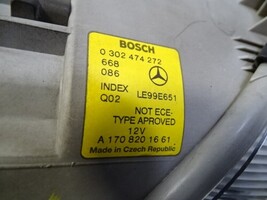 BOSCH
0 302 474 272
668
086
INDEX LE99E651
Q02
NOT ECE-
TYPE APROVED
12V
A 170 820 16 61
Made in Czech Republic